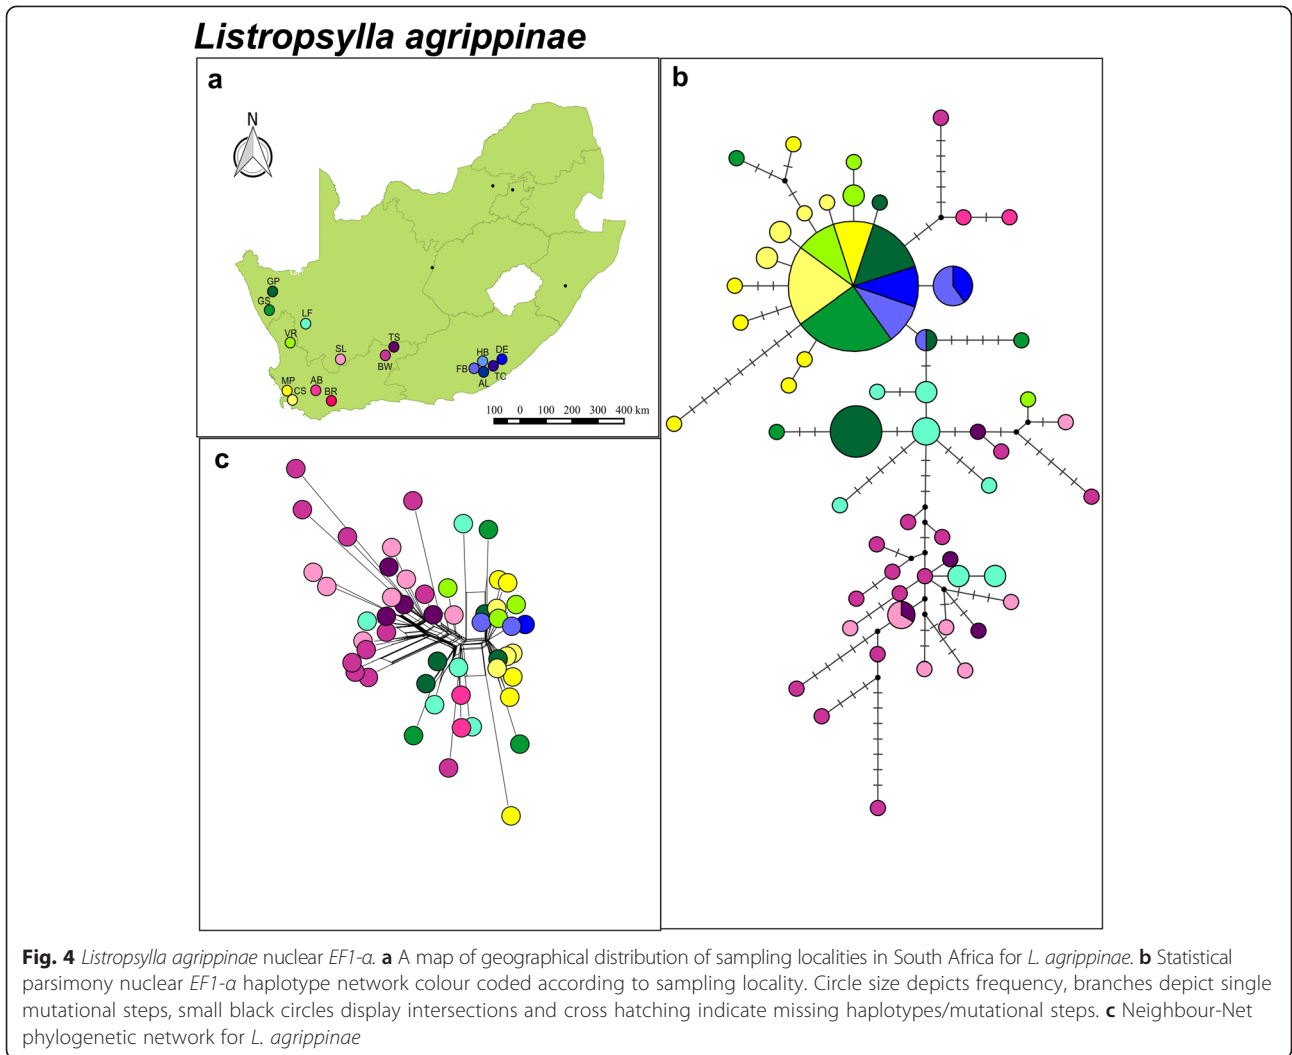 Listropsylla agrippinae
a
b
N
GP
GS
LF
VR
SL
TS
BW
MP
CS
AB
BR
HB
DE
FB
TC
AL
100 0 100 200 300 400 km
c
Fig. 4 Listropsylla agrippinae nuclear EF1-α. a A map of geographical distribution of sampling localities in South Africa for L. agrippinae. b Statistical
parsimony nuclear EF1-α haplotype network colour coded according to sampling locality. Circle size depicts frequency, branches depict single
mutational steps, small black circles display intersections and cross hatching indicate missing haplotypes/mutational steps. c Neighbour-Net
phylogenetic network for L. agrippinae